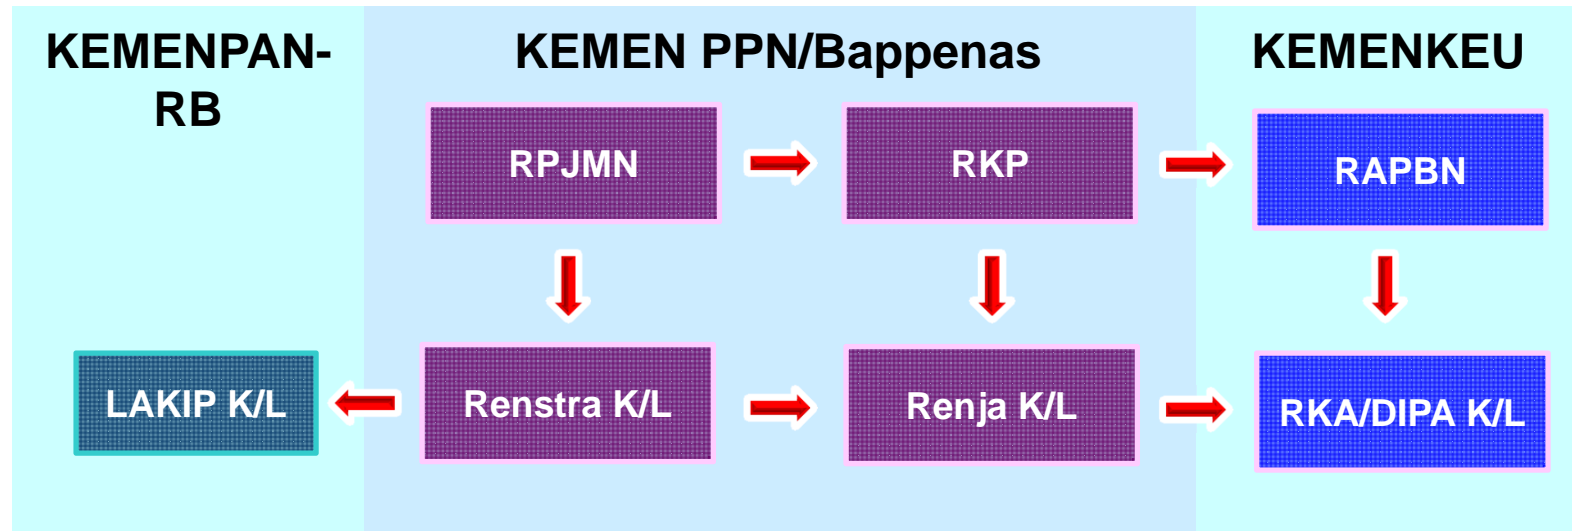 KEMENPAN-
RB
KEMEN PPN/Bappenas
KEMENKEU
RPJMN
RKP
RAPBN
LAKIP K/L
Renstra K/L
Renja K/L
RKA/DIPA K/L